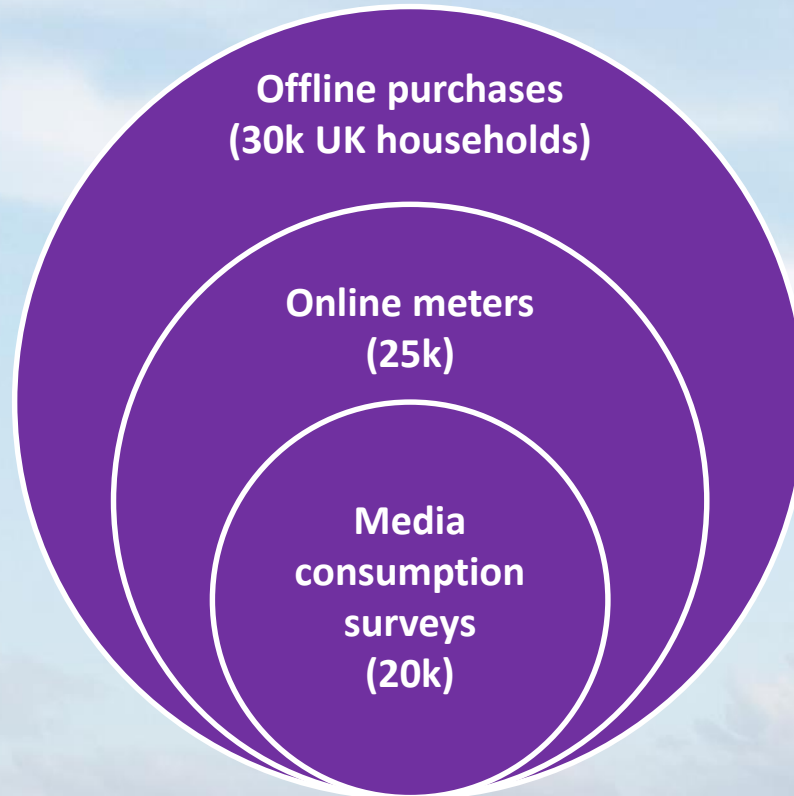 Offline purchases
(30k UK households)
Online meters
(25k)
Media
consumption
surveys
(20k)